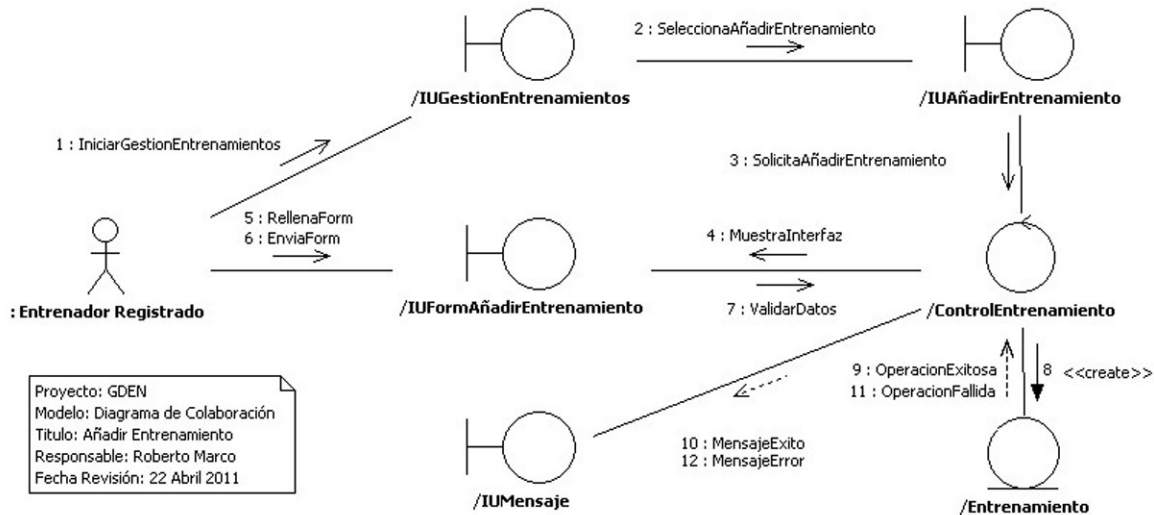 2 : SeleccionaAñadirEntrenamiento
/IUGestionEntrenamientos
/IUAñadirEntrenamiento
1 : IniciarGestionEntrenamientos
3 : SolicitaAñadirEntrenamiento
5 : RellenaForm
6 : EnviaForm
4 : MuestraInterfaz
: Entrenador Registrado
/IUFormAñadirEntrenamiento
7 : ValidarDatos
/ControlEntrenamiento
9 : OperacionExitosa
11 : OperacionFallida
8 <<create>>
Proyecto: GDEN
Modelo: Diagrama de Colaboración
Titulo: Añadir Entrenamiento
Responsable: Roberto Marco
Fecha Revisión: 22 Abril 2011
10 : MensajeExito
12 : MensajeError
/IUMensaje
/Entrenamiento